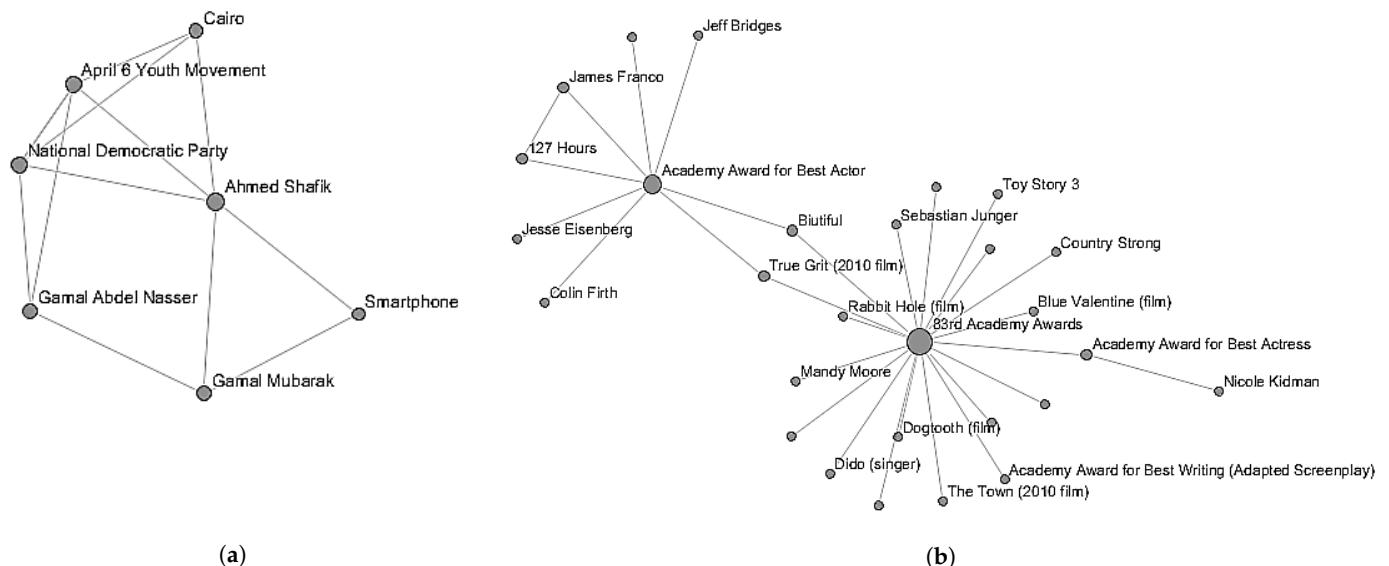 Cairo
April 6 Youth Movement
National Democratic Party
Ahmed Shafik
Gamal Abdel Nasser
Smartphone
Gamal Mubarak
(a)
Jeff Bridges
James Franco
127 Hours
Academy Award for Best Actor
Jesse Eisenberg
Colin Firth
Biutiful
True Grit (2010 film)
Toy Story 3
Sebastian Junger
Country Strong
Rabbit Hole (film)
Blue Valentine (film)
83rd Academy Awards
Academy Award for Best Actress
Mandy Moore
Nicole Kidman
Dogtooth (film)
Dido (singer)
Academy Award for Best Writing (Adapted Screenplay)
The Town (2010 film)
(b)